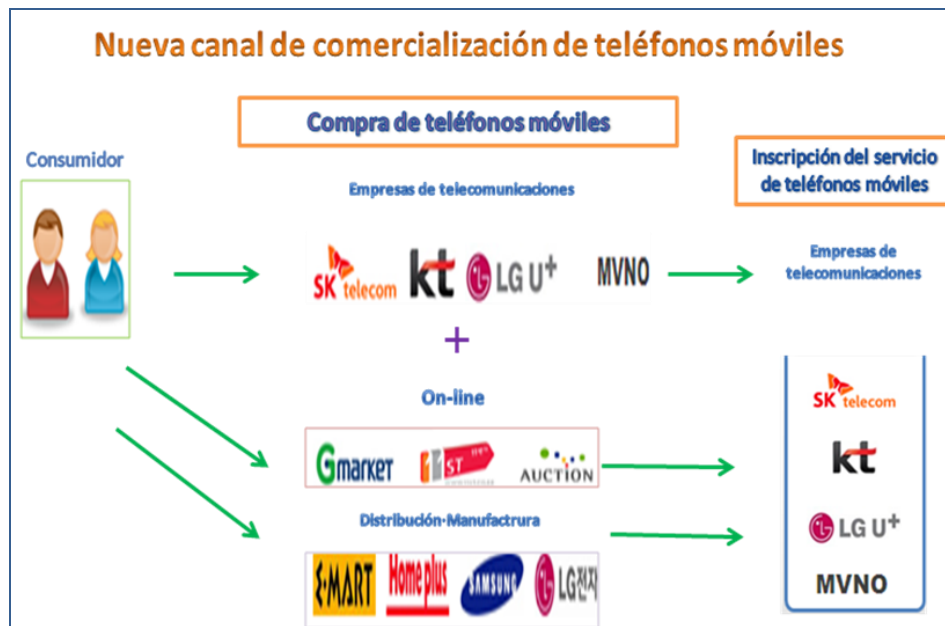 Nueva canal de comercialización de teléfonos móviles
Compra de teléfonos móviles
Consumidor
Inscripción del servicio
de teléfonos móviles
Empresas de telecomunicaciones
Empresas de
telecomunicaciones
SK telecom
kt
LG U+
MVNO
+
On-line
Gmarket
11ST
AUCTION
Distribución·Manufactrura
E·MART
Home plus
SAMSUNG
LG전자
SK telecom
kt
LG U+
MVNO